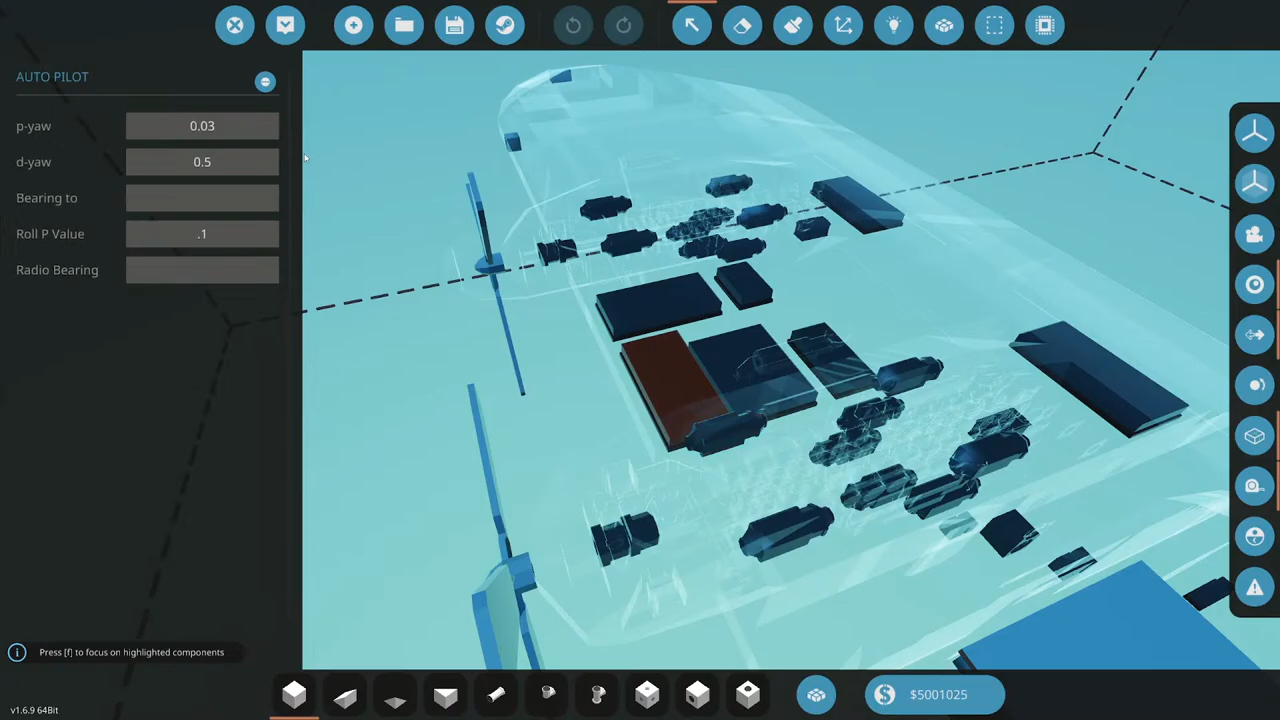 AUTO PILOT
p-yaw 0.03
d-yaw 0.5
Bearing to
Roll P Value .1
Radio Bearing
Press [f] to focus on highlighted components
v1.6.9 64Bit
$5001025